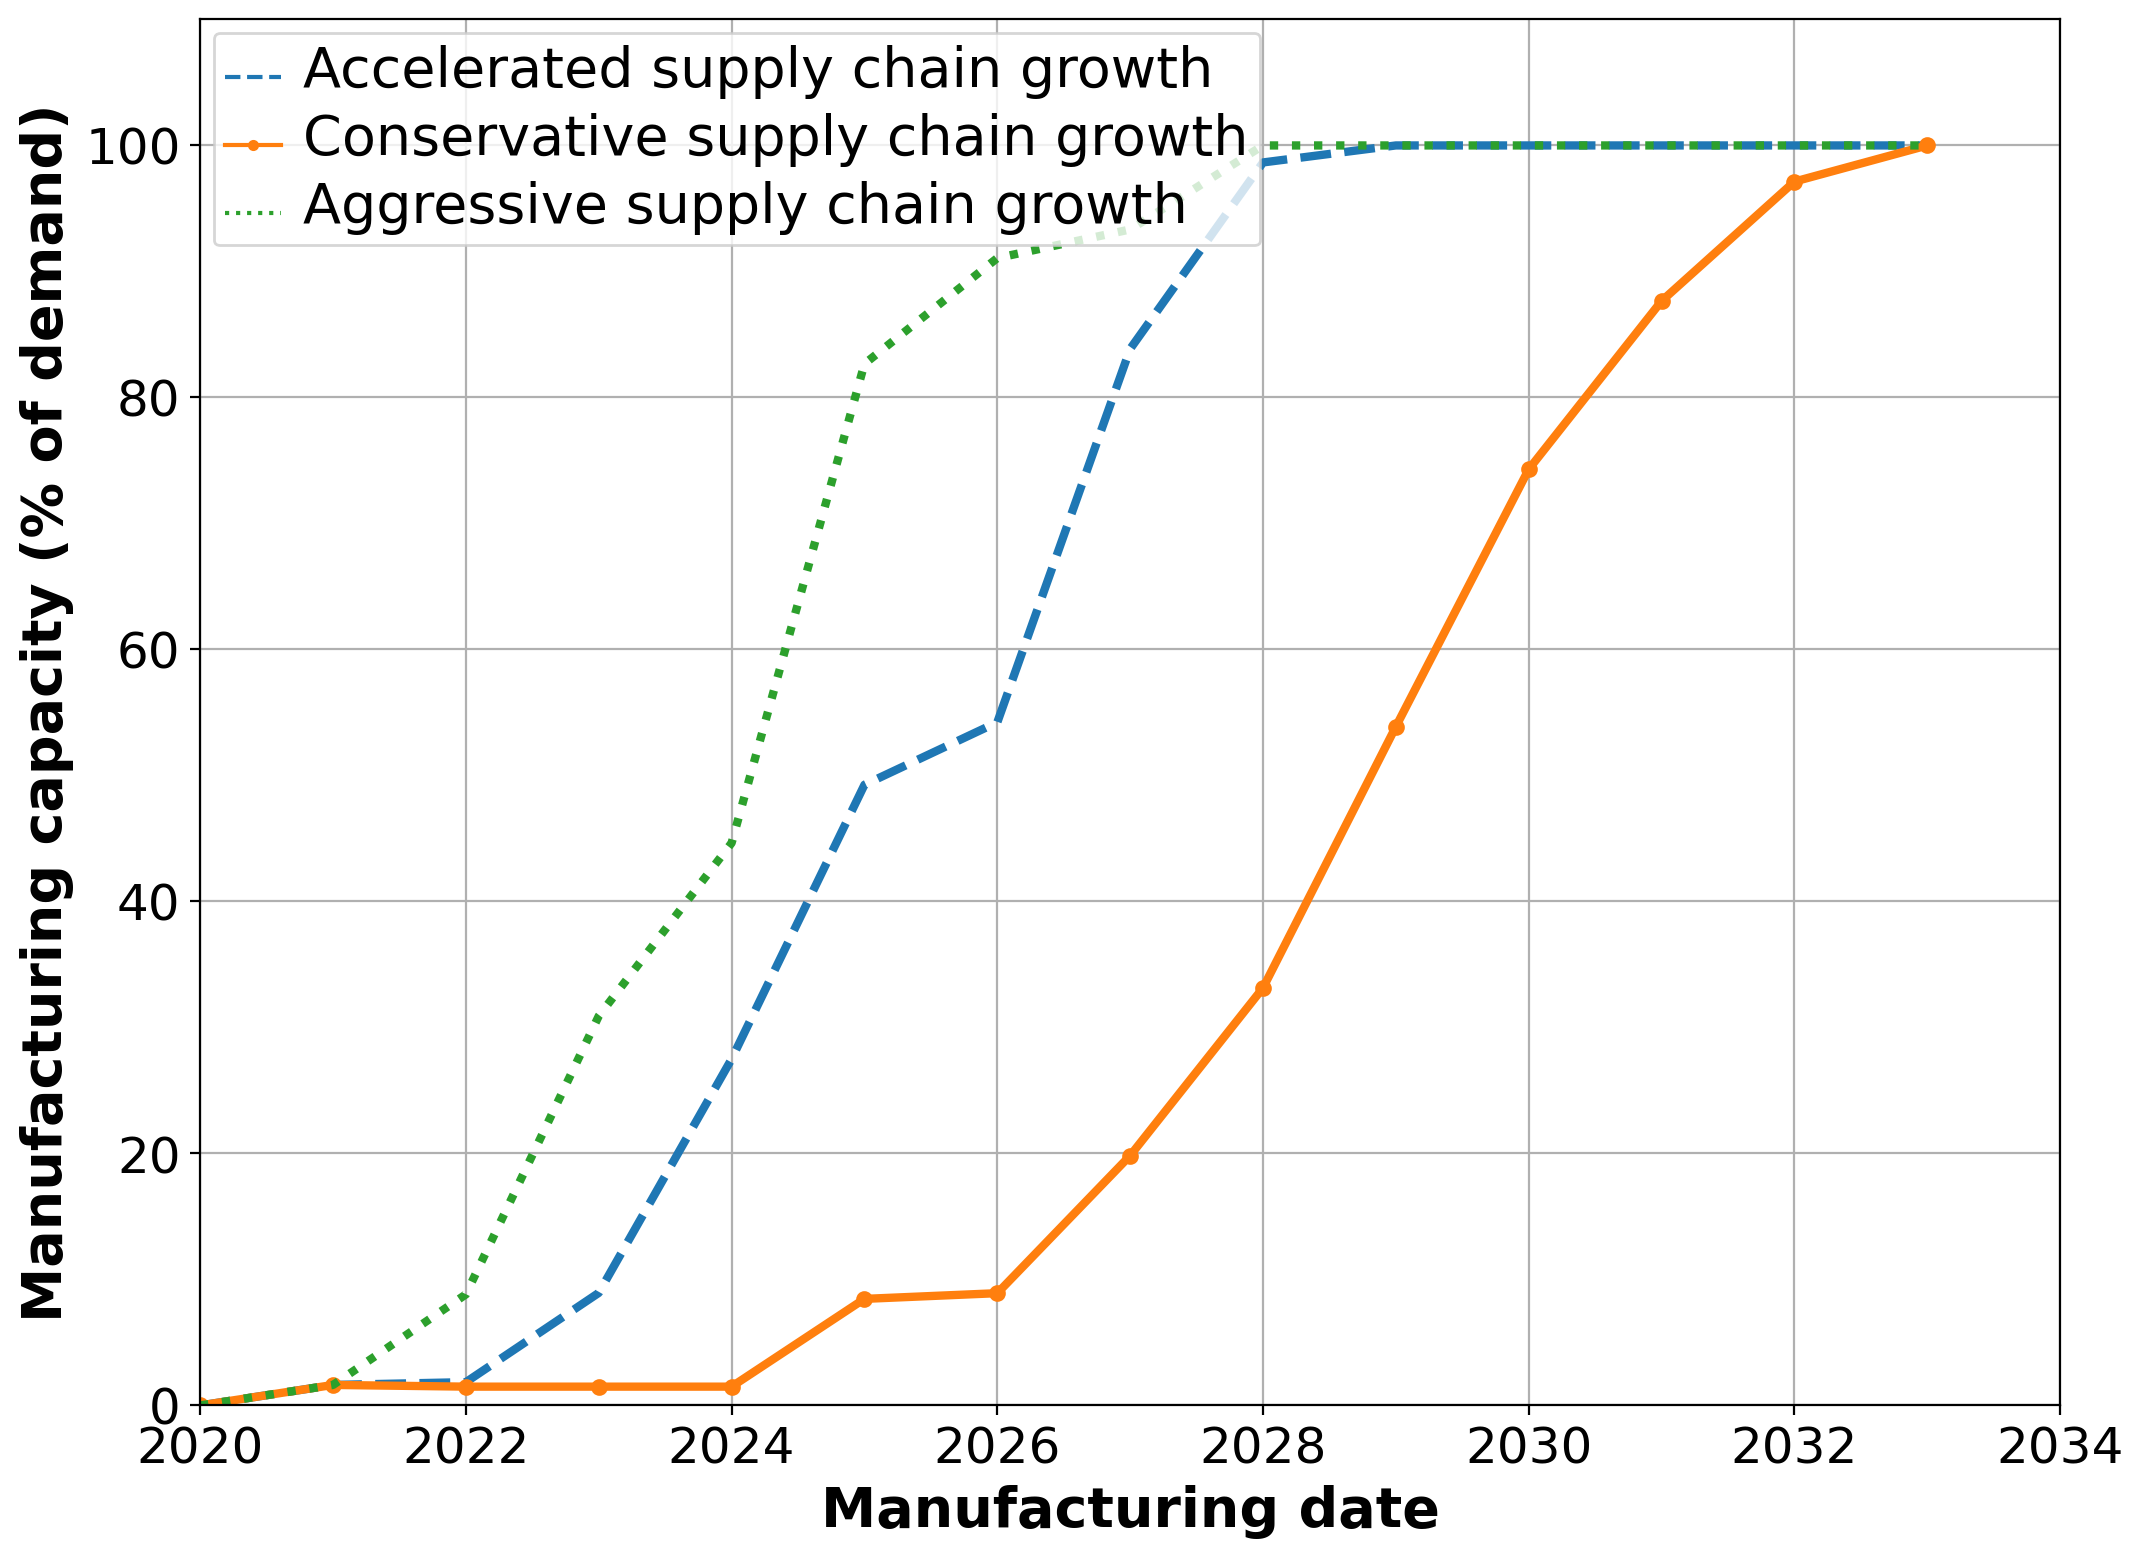 Accelerated supply chain growth
Conservative supply chain growth
Aggressive supply chain growth
Manufacturing capacity (% of demand)
100
80
60
40
20
0
2020 2022 2024 2026 2028 2030 2032 2034
Manufacturing date